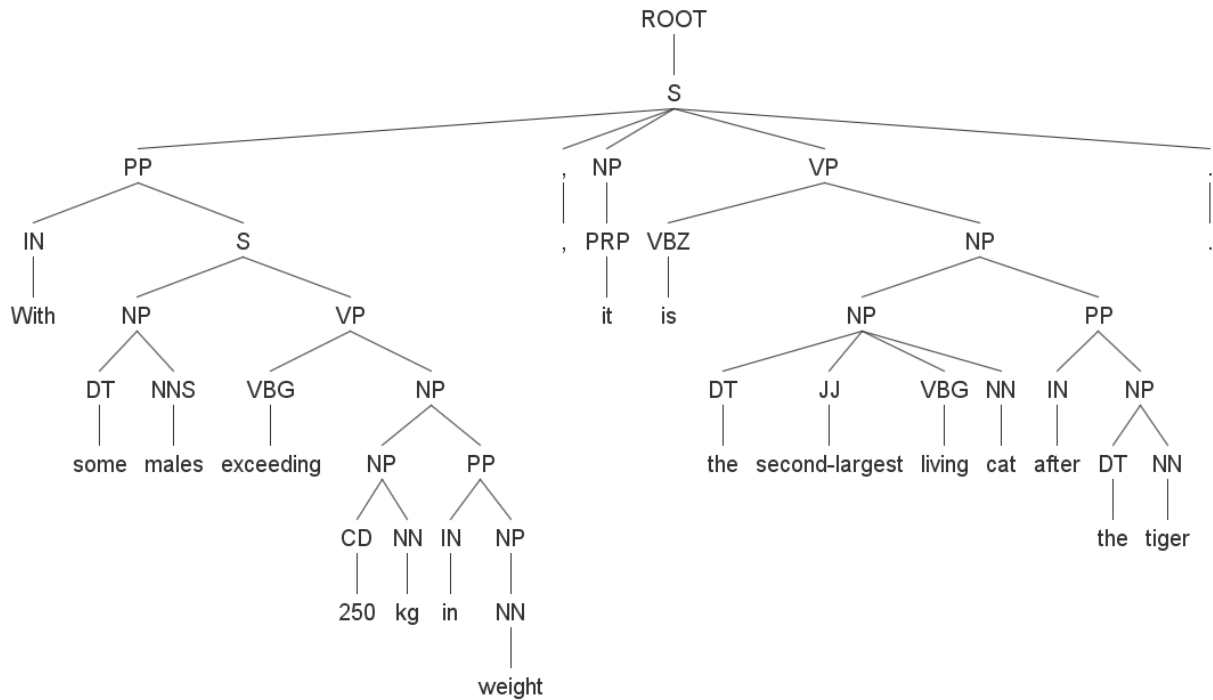 ROOT
S
PP , NP VP .
IN S , PRP VBZ NP .
With NP VP it is NP PP
DT NNS VBG NP DT JJ VBG NN IN NP
some males exceeding NP PP the second-largest living cat after DT NN
CD NN IN NP the tiger
250 kg in NN
weight